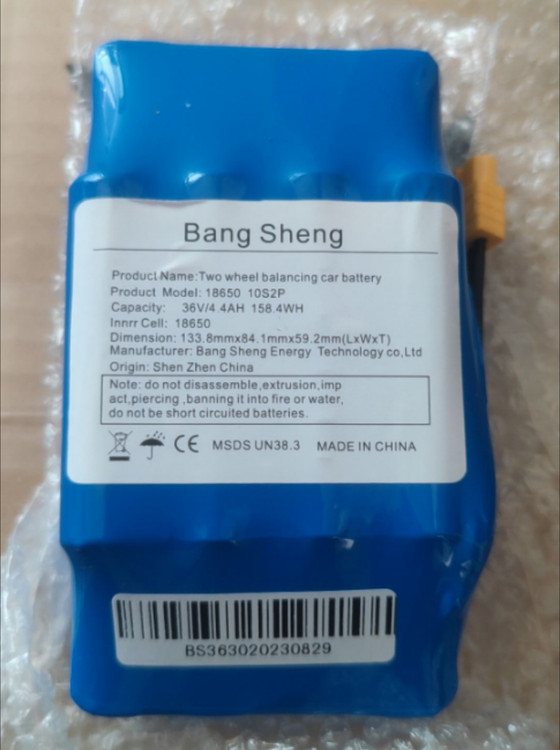 Bang Sheng
Product Name:Two wheel balancing car battery
Product Model: 18650 10S2P
Capacity: 36V/4.4AH 158.4WH
Innrr Cell: 18650
Dimension: 133.8mmx84.1mmx59.2mm(LxWxT)
Manufacturer: Bang Sheng Energy Technology co,Ltd
Origin: Shen Zhen China
Note: do not disassemble,extrusion,imp
act,piercing ,banning it into fire or water,
do not be short circuited batteries.
CE MSDS UN38.3 MADE IN CHINA
BS363020230829